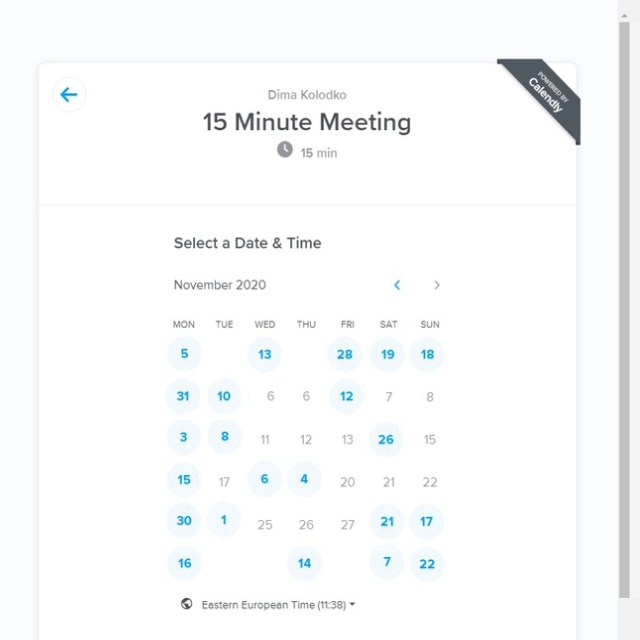 POWERED BY
Calendly
Dima Kolodko
15 Minute Meeting
15 min
Select a Date & Time
November 2020
MON TUE WED THU FRI SAT SUN
5 13 28 19 18
31 10 6 6 12 7 8
3 8 11 12 13 26 15
15 17 6 4 20 21 22
30 1 25 26 27 21 17
16 14 7 22
Eastern European Time (11:38)